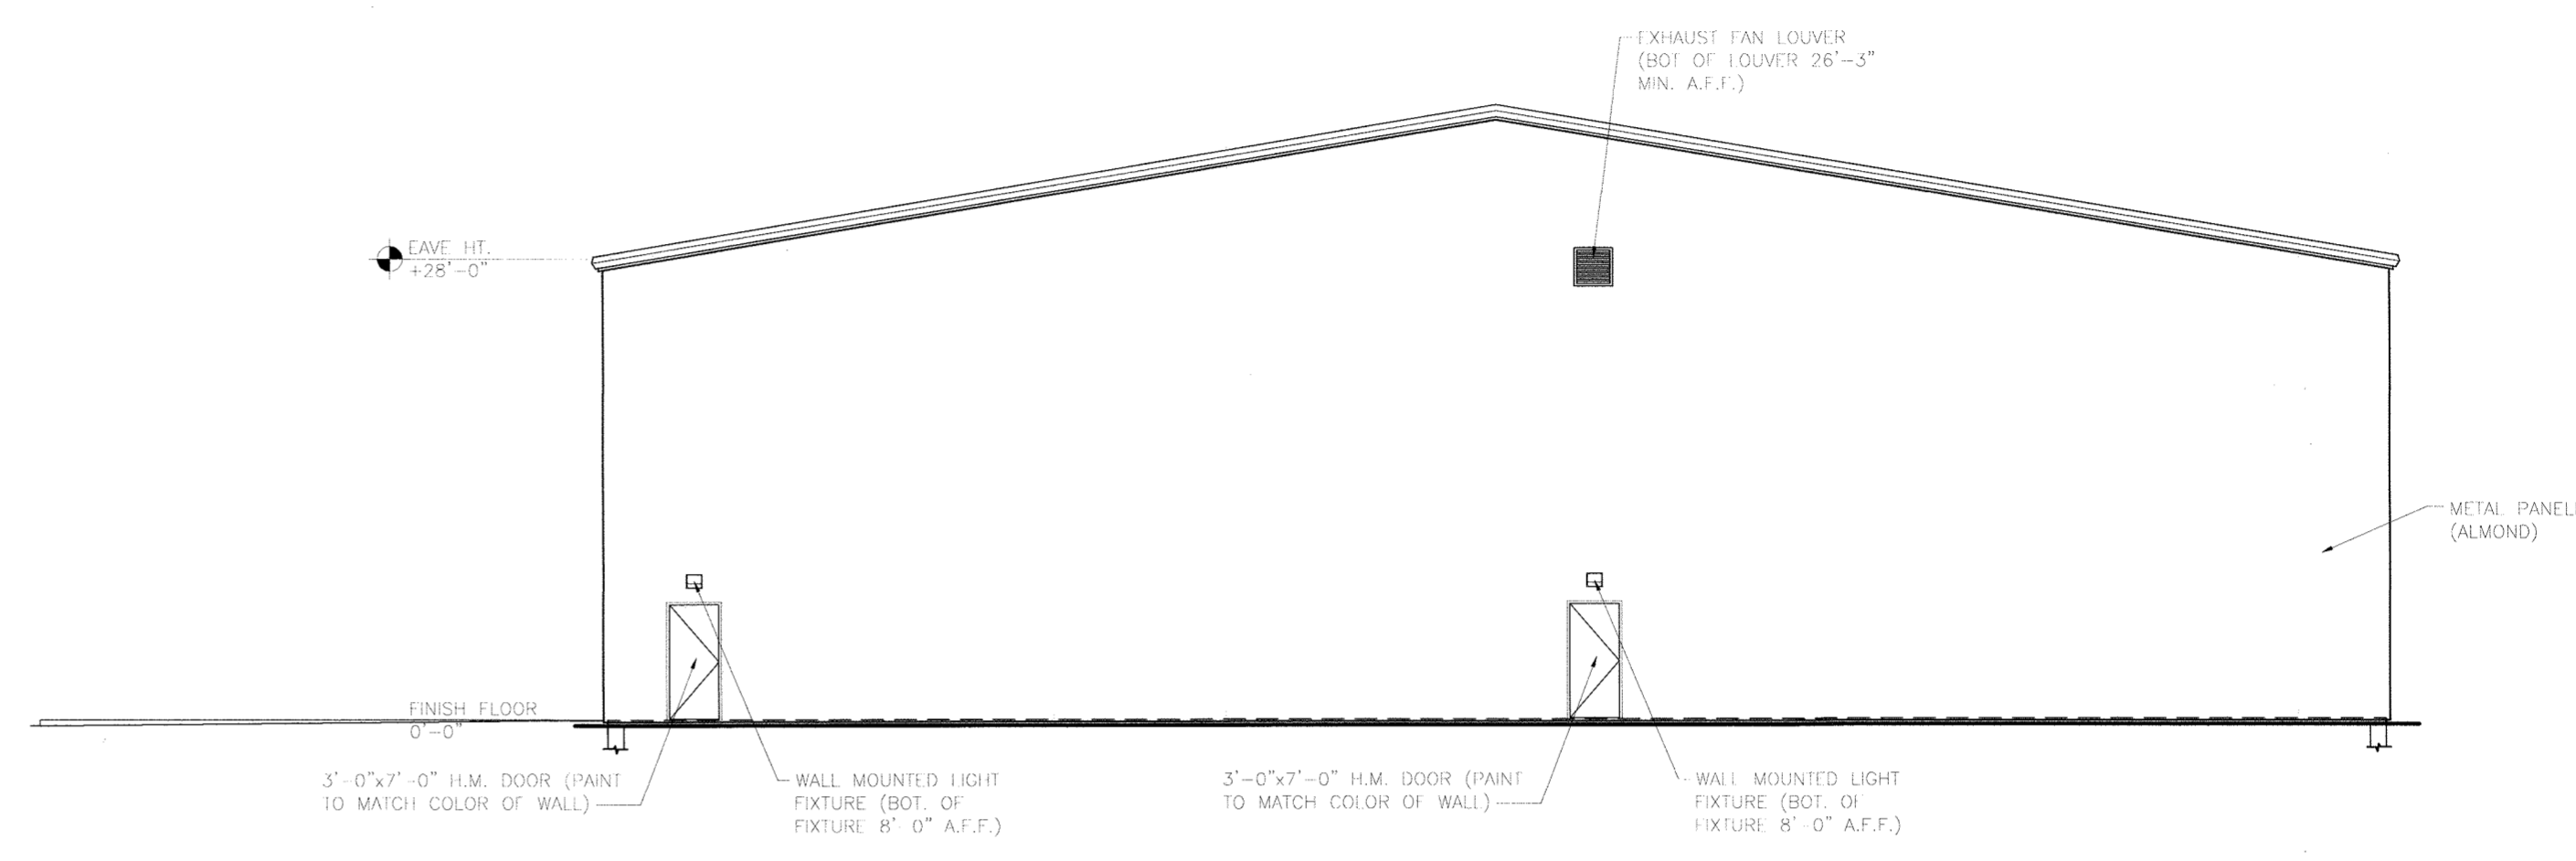 EXHAUST FAN LOUVER
(BOT OF LOUVER 26'-3"
MIN. A.F.F.)
EAVE HT.
+28'-0"
METAL PANEL
(ALMOND)
FINISH FLOOR
0'-0"
3'-0"x7'-0" H.M. DOOR (PAINT
TO MATCH COLOR OF WALL)
WALL MOUNTED LIGHT
FIXTURE (BOT. OF
FIXTURE 8'-0" A.F.F.)
3'-0"x7'-0" H.M. DOOR (PAINT
TO MATCH COLOR OF WALL)
WALL MOUNTED LIGHT
FIXTURE (BOT. OF
FIXTURE 8'-0" A.F.F.)